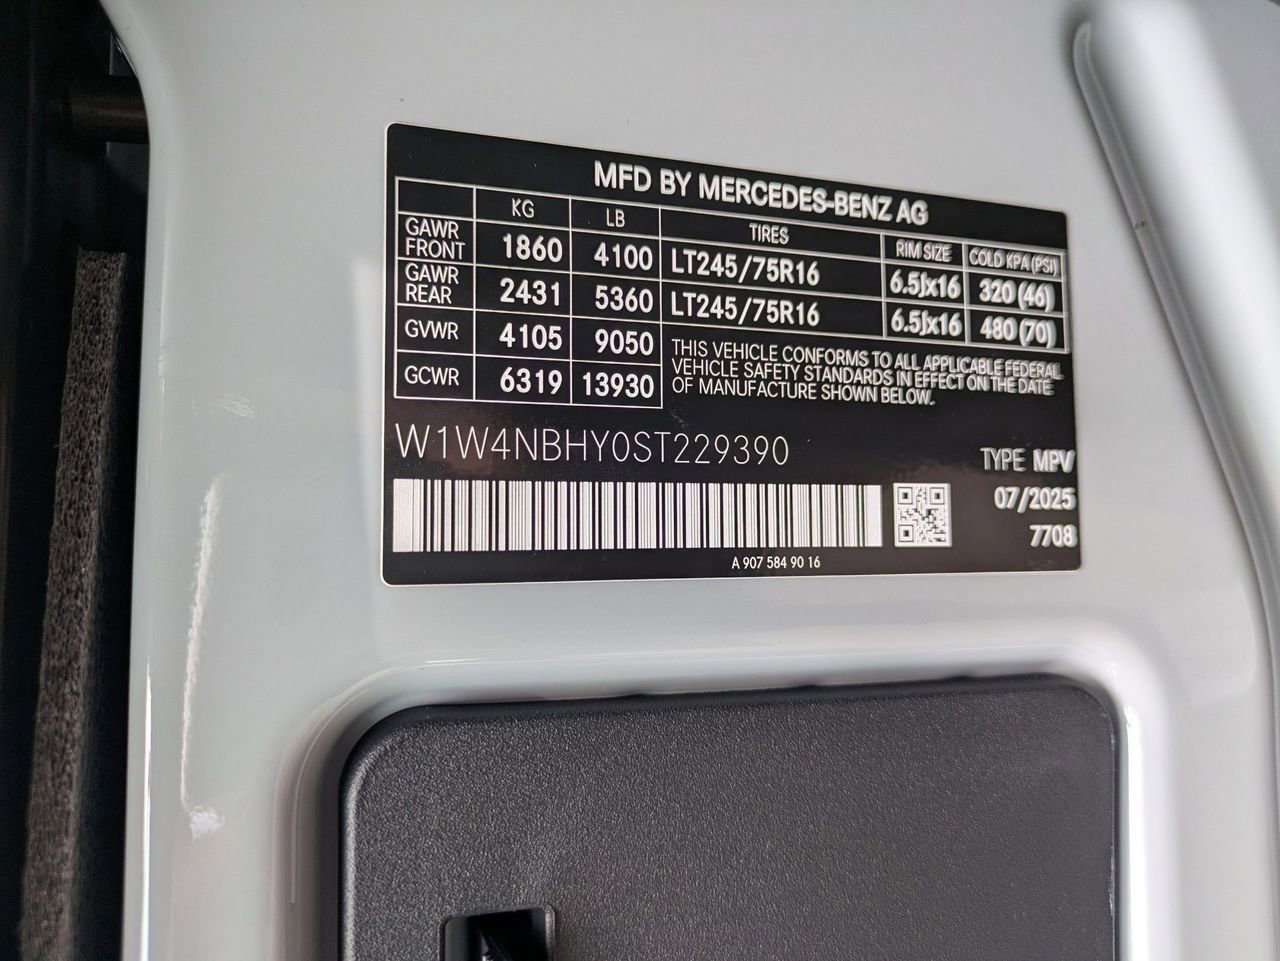 MFD BY MERCEDES-BENZ AG
KG LB TIRES RIM SIZE COLD KPA (PSI)
GAWR FRONT 1860 4100 LT245/75R16 6.5Jx16 320 (46)
GAWR REAR 2431 5360 LT245/75R16 6.5Jx16 480 (70)
GVWR 4105 9050
GCWR 6319 13930
THIS VEHICLE CONFORMS TO ALL APPLICABLE FEDERAL
VEHICLE SAFETY STANDARDS IN EFFECT ON THE DATE
OF MANUFACTURE SHOWN BELOW.
W1W4NBHY0ST229390
TYPE MPV
07/2025
7708
A 907 584 90 16